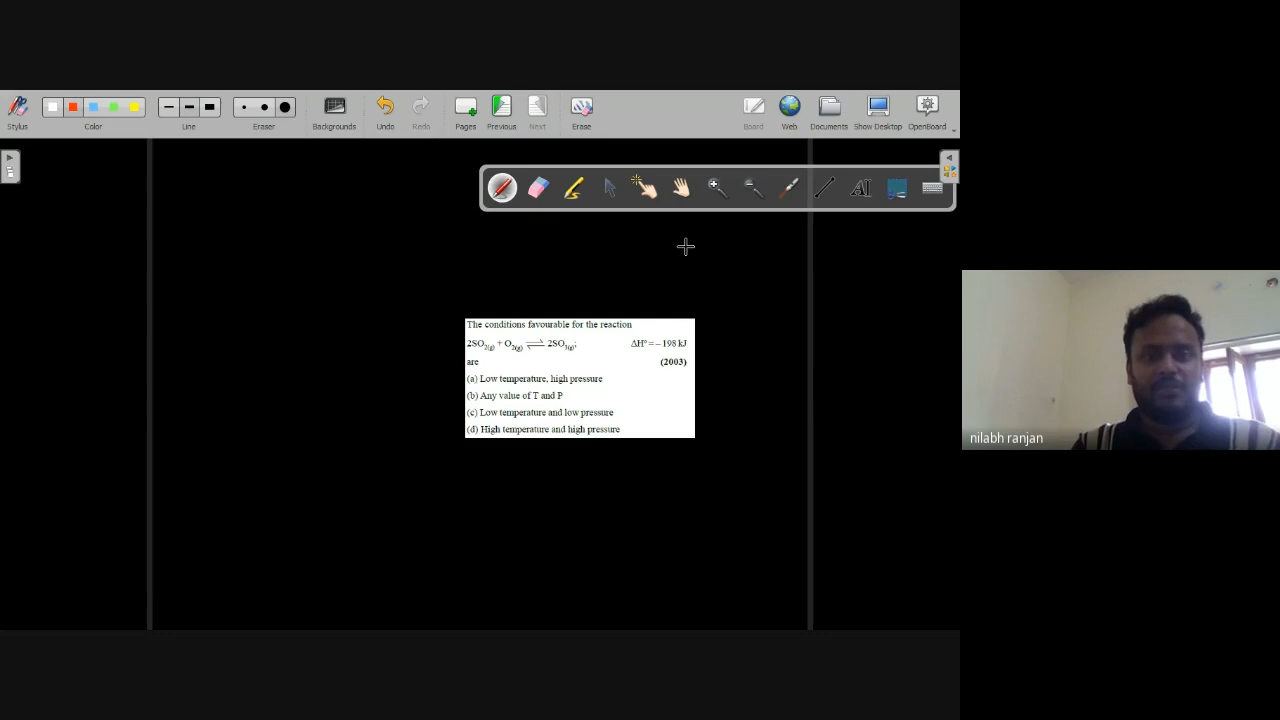 Stylus
Color
Line
Eraser
Backgrounds
Undo
Redo
Pages
Previous
Next
Erase
Board
Web
Documents
Show Desktop
OpenBoard
AI
The conditions favourable for the reaction
2SO2(g) + O2(g) ⇌ 2SO3(g); ΔH° = – 198 kJ
are (2003)
(a) Low temperature, high pressure
(b) Any value of T and P
(c) Low temperature and low pressure
(d) High temperature and high pressure
nilabh ranjan